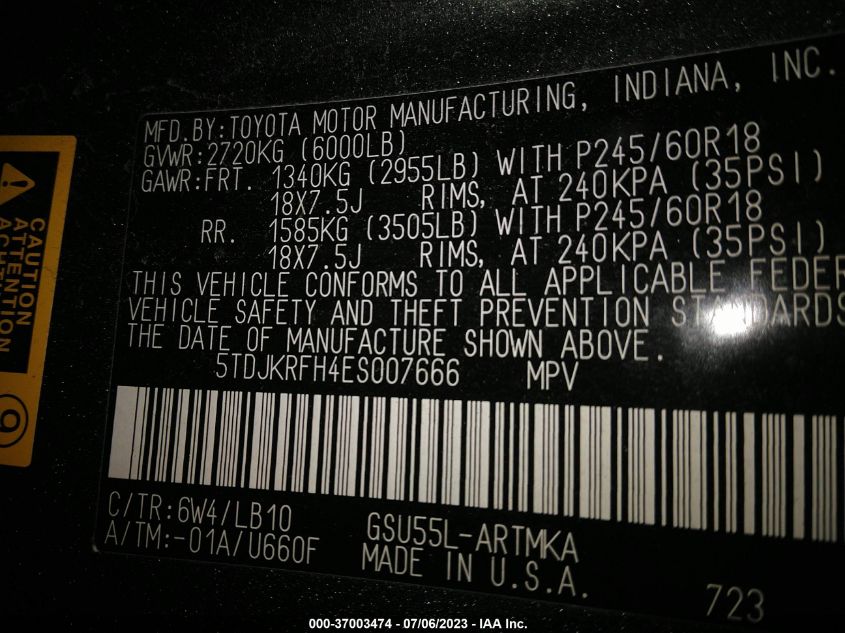 MFD.BY:TOYOTA MOTOR MANUFACTURING, INDIANA, INC.
GVWR:2720KG (6000LB)
GAWR:FRT. 1340KG (2955LB) WITH P245/60R18
18X7.5J RIMS, AT 240KPA (35PSI)
RR. 1585KG (3505LB) WITH P245/60R18
18X7.5J RIMS, AT 240KPA (35PSI)
THIS VEHICLE CONFORMS TO ALL APPLICABLE FEDER
VEHICLE SAFETY AND THEFT PREVENTION STANDARDS
THE DATE OF MANUFACTURE SHOWN ABOVE.
5TDJKRFH4ES007666 MPV
C/TR:6W4/LB10
A/TM:-01A/U660F
GSU55L-ARTMKA
MADE IN U.S.A.
723
CAUTION
ATTENTION
000-37003474 - 07/06/2023 - IAA Inc.